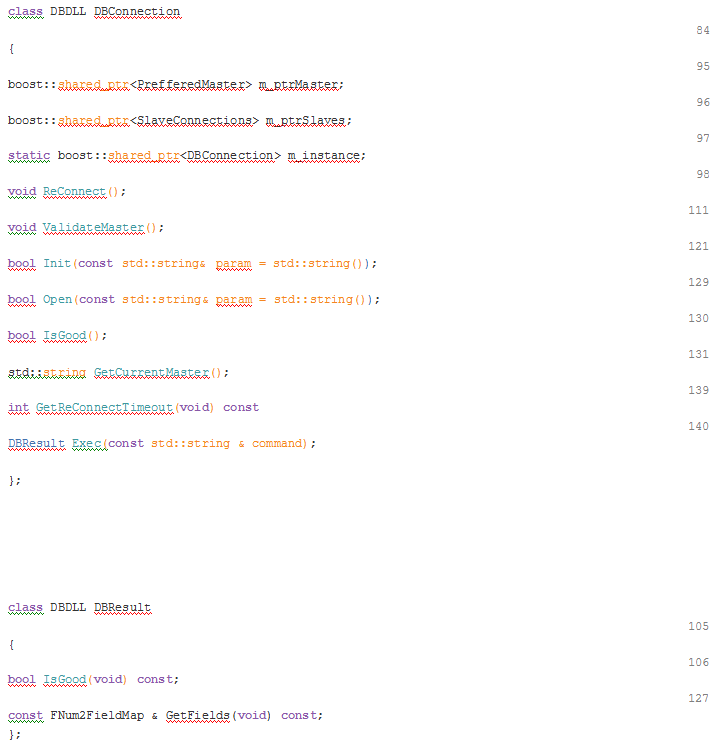 class DBDLL DBConnection
84
{
95
boost::shared_ptr<PrefferedMaster> m_ptrMaster;
96
boost::shared_ptr<SlaveConnections> m_ptrSlaves;
97
static boost::shared_ptr<DBConnection> m_instance;
98
void ReConnect();
111
void ValidateMaster();
121
bool Init(const std::string& param = std::string());
129
bool Open(const std::string& param = std::string());
130
bool IsGood();
131
std::string GetCurrentMaster();
139
int GetReConnectTimeout(void) const
140
DBResult Exec(const std::string & command);
};
class DBDLL DBResult
105
{
106
bool IsGood(void) const;
127
const FNum2FieldMap & GetFields(void) const;
};